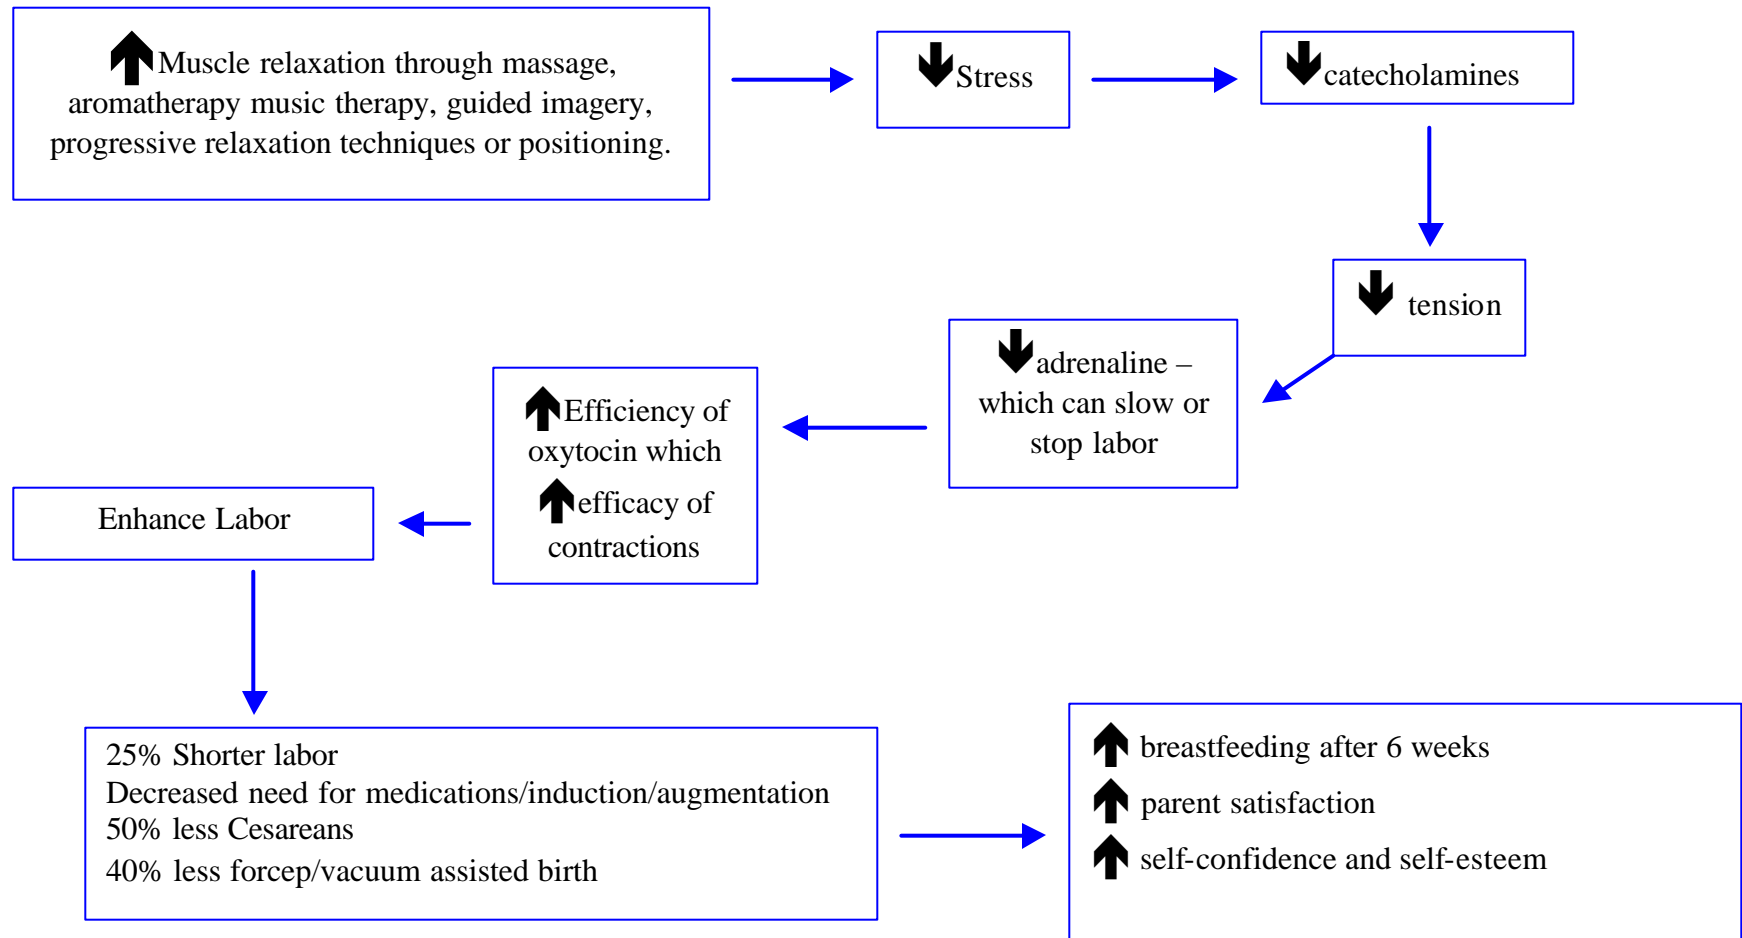 Muscle relaxation through massage,
aromatherapy music therapy, guided imagery,
progressive relaxation techniques or positioning.
Stress
catecholamines
tension
adrenaline –
which can slow or
stop labor
Efficiency of
oxytocin which
efficacy of
contractions
Enhance Labor
25% Shorter labor
Decreased need for medications/induction/augmentation
50% less Cesareans
40% less forcep/vacuum assisted birth
breastfeeding after 6 weeks
parent satisfaction
self-confidence and self-esteem